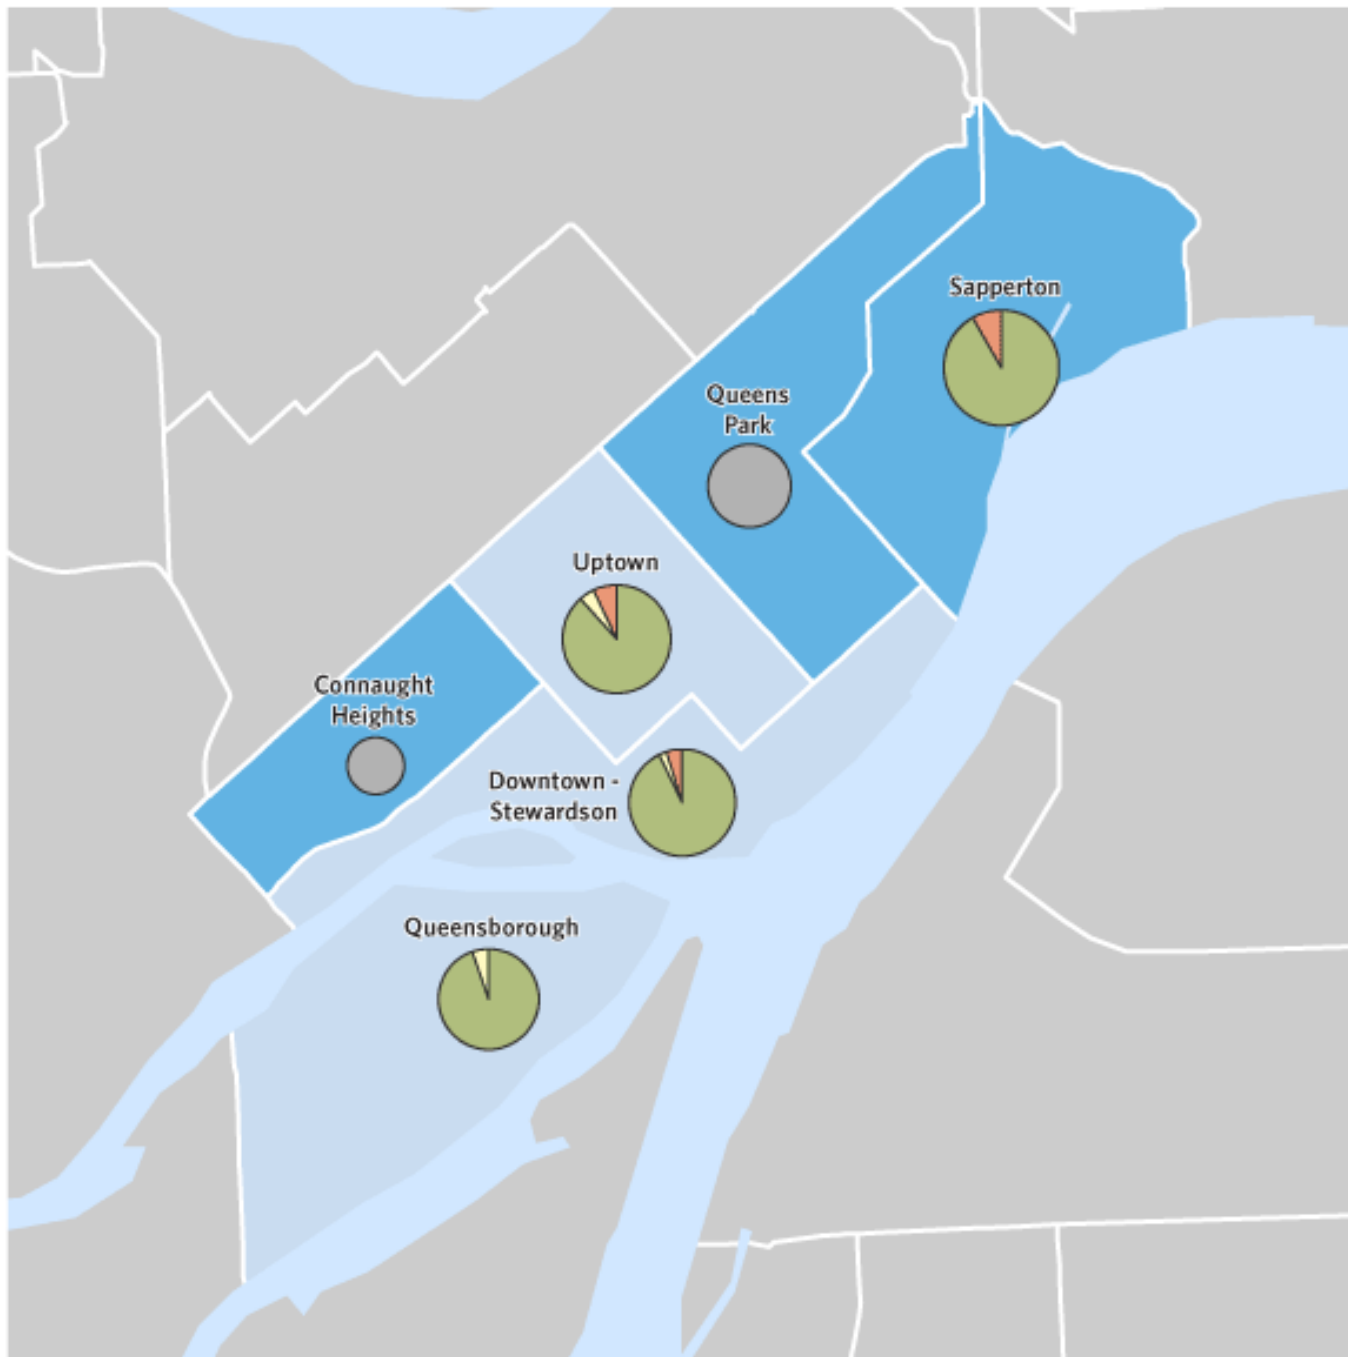 Sapperton
Queens
Park
Uptown
Connaught
Heights
Downtown -
Stewardson
Queensborough